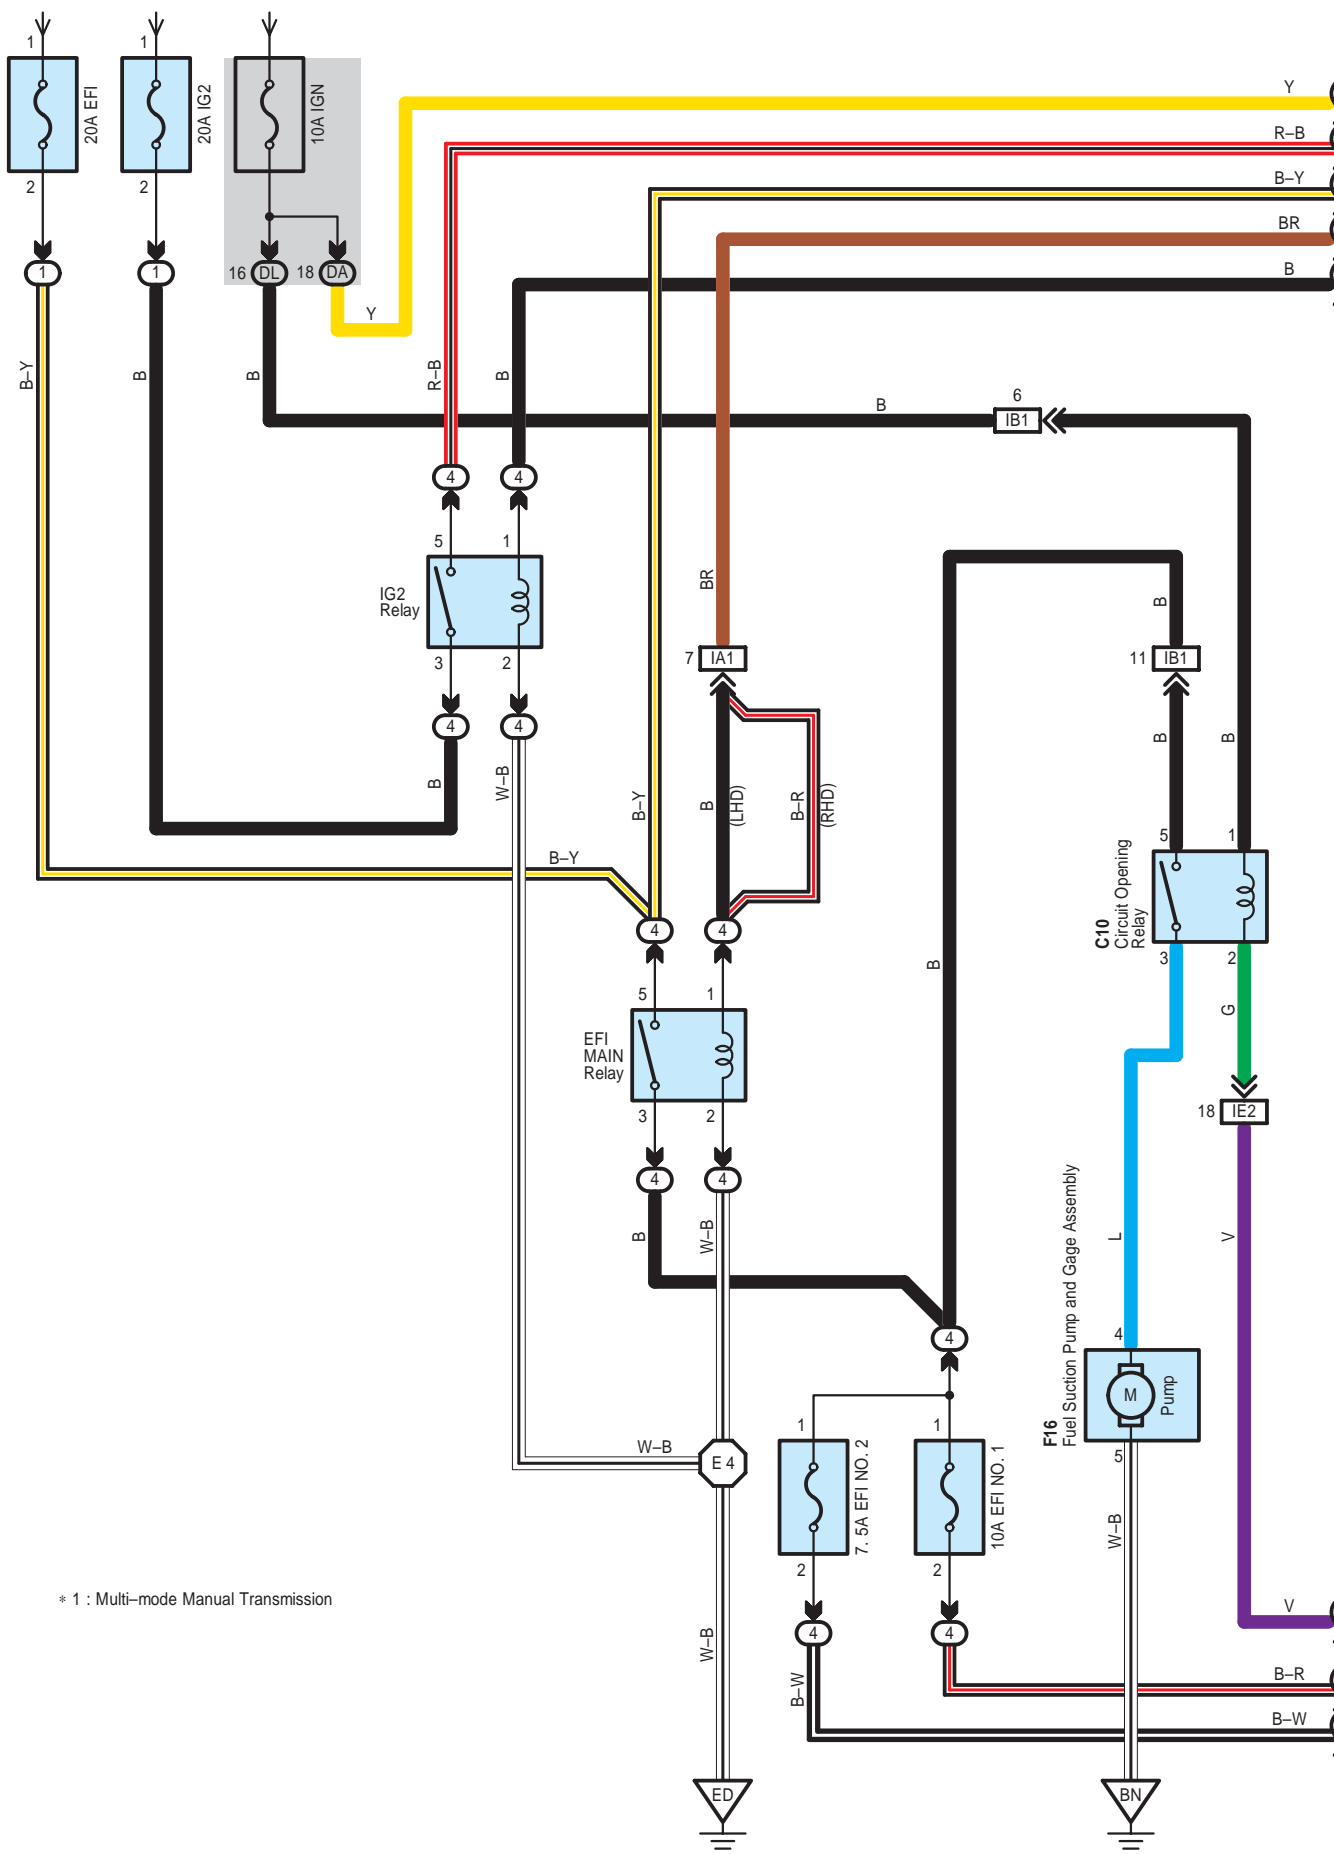 1
1
20A EFI
20A IG2
10A IGN
2
2
1
1
16 DL
18 DA
Y
Y
R–B
B–Y
BR
B
B–Y
B
B
R–B
B
B
6
IB1
4
4
5
1
IG2
Relay
3
2
4
4
BR
7 IA1
B
11 IB1
B
W–B
B–Y
B
(LHD)
B–R
(RHD)
B
B
B–Y
5
1
C10
Circuit Opening
Relay
3
2
4
4
5
1
EFI
MAIN
Relay
3
2
4
4
B
G
18 IE2
B
W–B
L
V
4
4
F16
Fuel Suction Pump and Gage Assembly
M
Pump
5
W–B
E 4
1
1
7. 5A EFI NO. 2
10A EFI NO. 1
2
2
W–B
4
4
∗ 1 : Multi–mode Manual Transmission
W–B
B–W
V
B–R
B–W
ED
BN